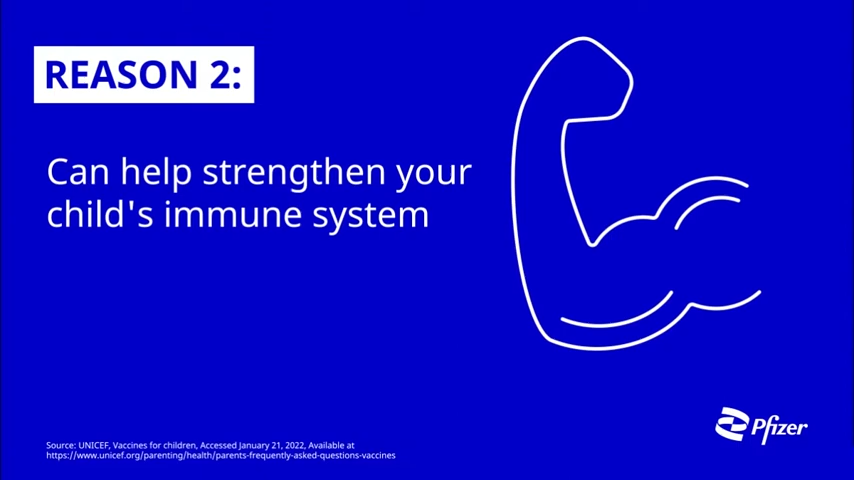 REASON 2:
Can help strengthen your
child's immune system
Source: UNICEF, Vaccines for children, Accessed January 21, 2022, Available at
https://www.unicef.org/parenting/health/parents-frequently-asked-questions-vaccines
Pfizer